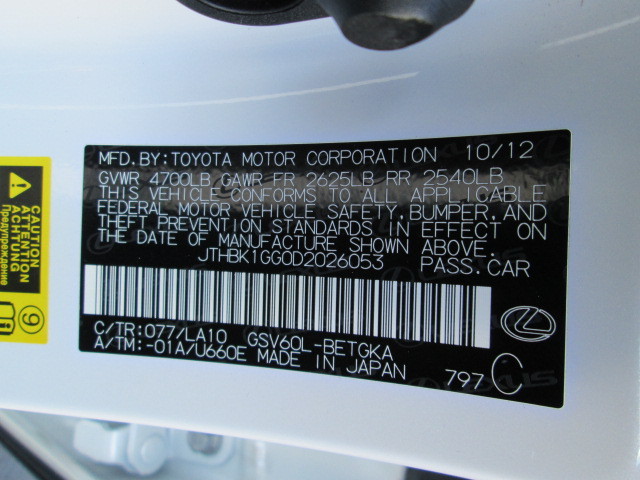 MFD.BY:TOYOTA MOTOR CORPORATION 10/12
GVWR 4700LB GAWR FR 2625LB RR 2540LB
THIS VEHICLE CONFORMS TO ALL APPLICABLE
FEDERAL MOTOR VEHICLE SAFETY, BUMPER, AND
THEFT PREVENTION STANDARDS IN EFFECT ON
THE DATE OF MANUFACTURE SHOWN ABOVE.
JTHBK1GG0D2026053 PASS.CAR
C/TR:077/LA10 GSV60L-BETGKA
A/TM:-01A/U660E MADE IN JAPAN 797 C
ACHTUNG
ATTENTION
9